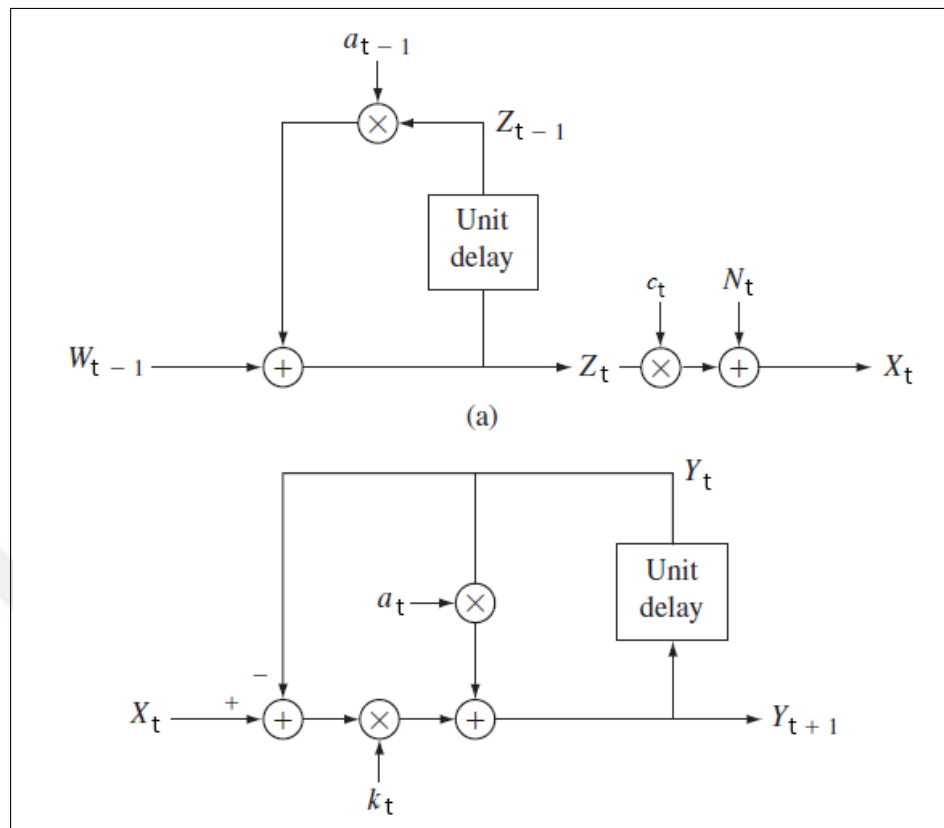 a_{t-1}
×
Z_{t-1}
Unit
delay
c_t N_t
W_{t-1} + Z_t × + X_t
(a)
Y_t
Unit
delay
a_t ×
−
X_t + + × + Y_{t+1}
k_t